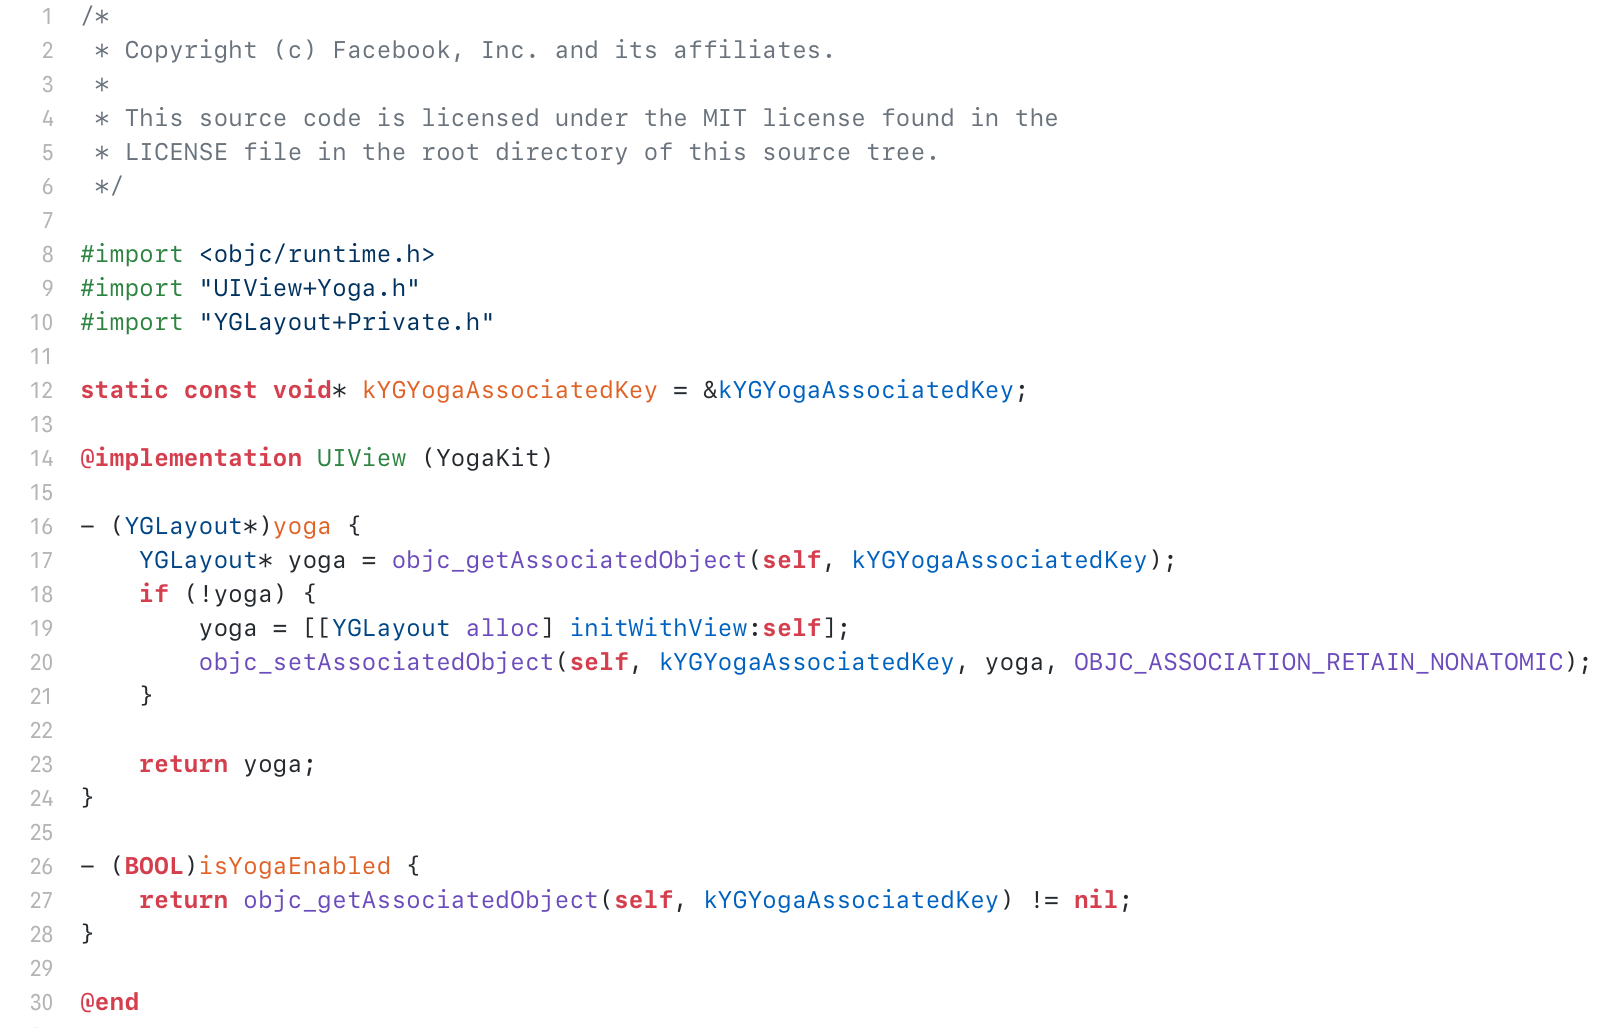 1 /*
2  * Copyright (c) Facebook, Inc. and its affiliates.
3  *
4  * This source code is licensed under the MIT license found in the
5  * LICENSE file in the root directory of this source tree.
6  */
7
8 #import <objc/runtime.h>
9 #import "UIView+Yoga.h"
10 #import "YGLayout+Private.h"
11
12 static const void* kYGYogaAssociatedKey = &kYGYogaAssociatedKey;
13
14 @implementation UIView (YogaKit)
15
16 - (YGLayout*)yoga {
17     YGLayout* yoga = objc_getAssociatedObject(self, kYGYogaAssociatedKey);
18     if (!yoga) {
19         yoga = [[YGLayout alloc] initWithView:self];
20         objc_setAssociatedObject(self, kYGYogaAssociatedKey, yoga, OBJC_ASSOCIATION_RETAIN_NONATOMIC);
21     }
22
23     return yoga;
24 }
25
26 - (BOOL)isYogaEnabled {
27     return objc_getAssociatedObject(self, kYGYogaAssociatedKey) != nil;
28 }
29
30 @end